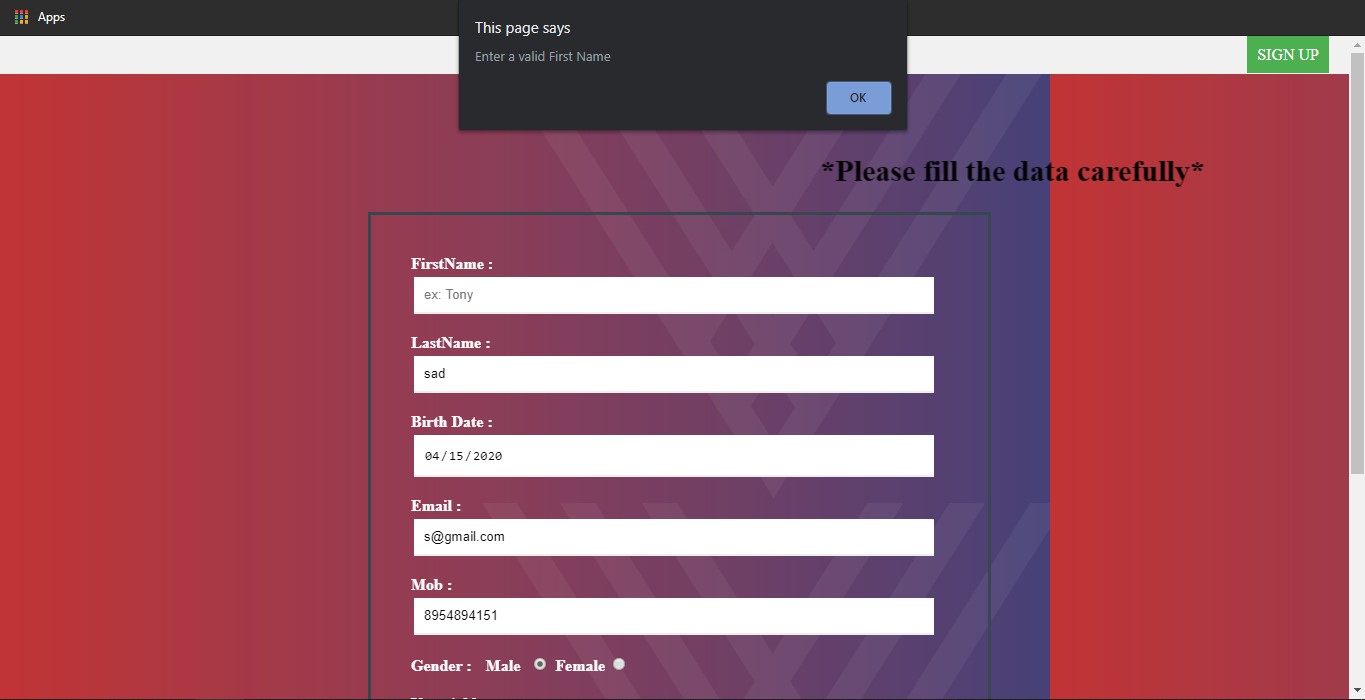 Apps
This page says
Enter a valid First Name
OK
SIGN UP
*Please fill the data carefully*
FirstName :
ex: Tony
LastName :
sad
Birth Date :
04/15/2020
Email :
s@gmail.com
Mob :
8954894151
Gender : Male Female